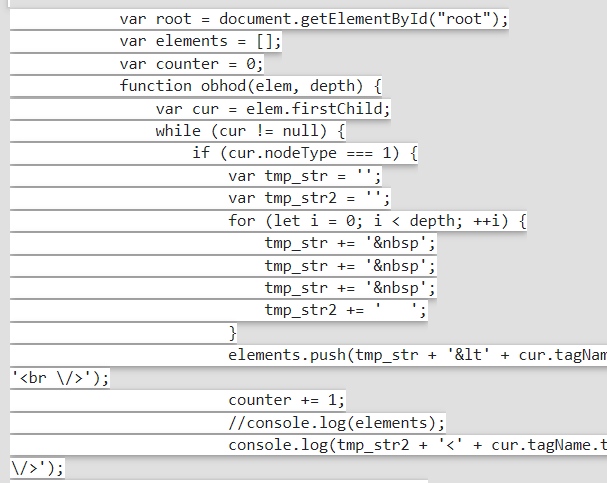 var root = document.getElementById("root");
var elements = [];
var counter = 0;
function obhod(elem, depth) {
var cur = elem.firstChild;
while (cur != null) {
if (cur.nodeType === 1) {
var tmp_str = '';
var tmp_str2 = '';
for (let i = 0; i < depth; ++i) {
tmp_str += '&nbsp';
tmp_str += '&nbsp';
tmp_str += '&nbsp';
tmp_str2 += '   ';
}
elements.push(tmp_str + '&lt' + cur.tagNam
'<br \/>');
counter += 1;
//console.log(elements);
console.log(tmp_str2 + '<' + cur.tagName.t
\/>');